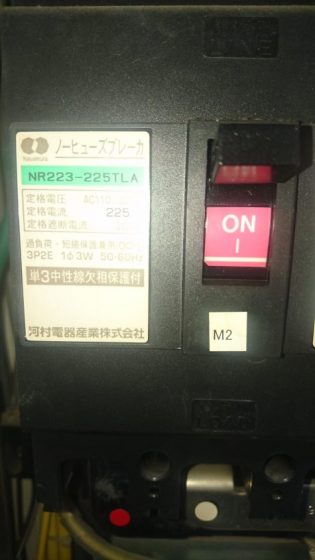 LINE
Kawamura
ノーヒューズブレーカ
NR223-225TLA
定格電圧 AC110
定格電流 225
定格遮断電流
過負荷・短絡保護兼用
3P2E 1φ3W 50-60Hz
単3中性線欠相保護付
河村電器産業株式会社
ON
I
M2
LOAD